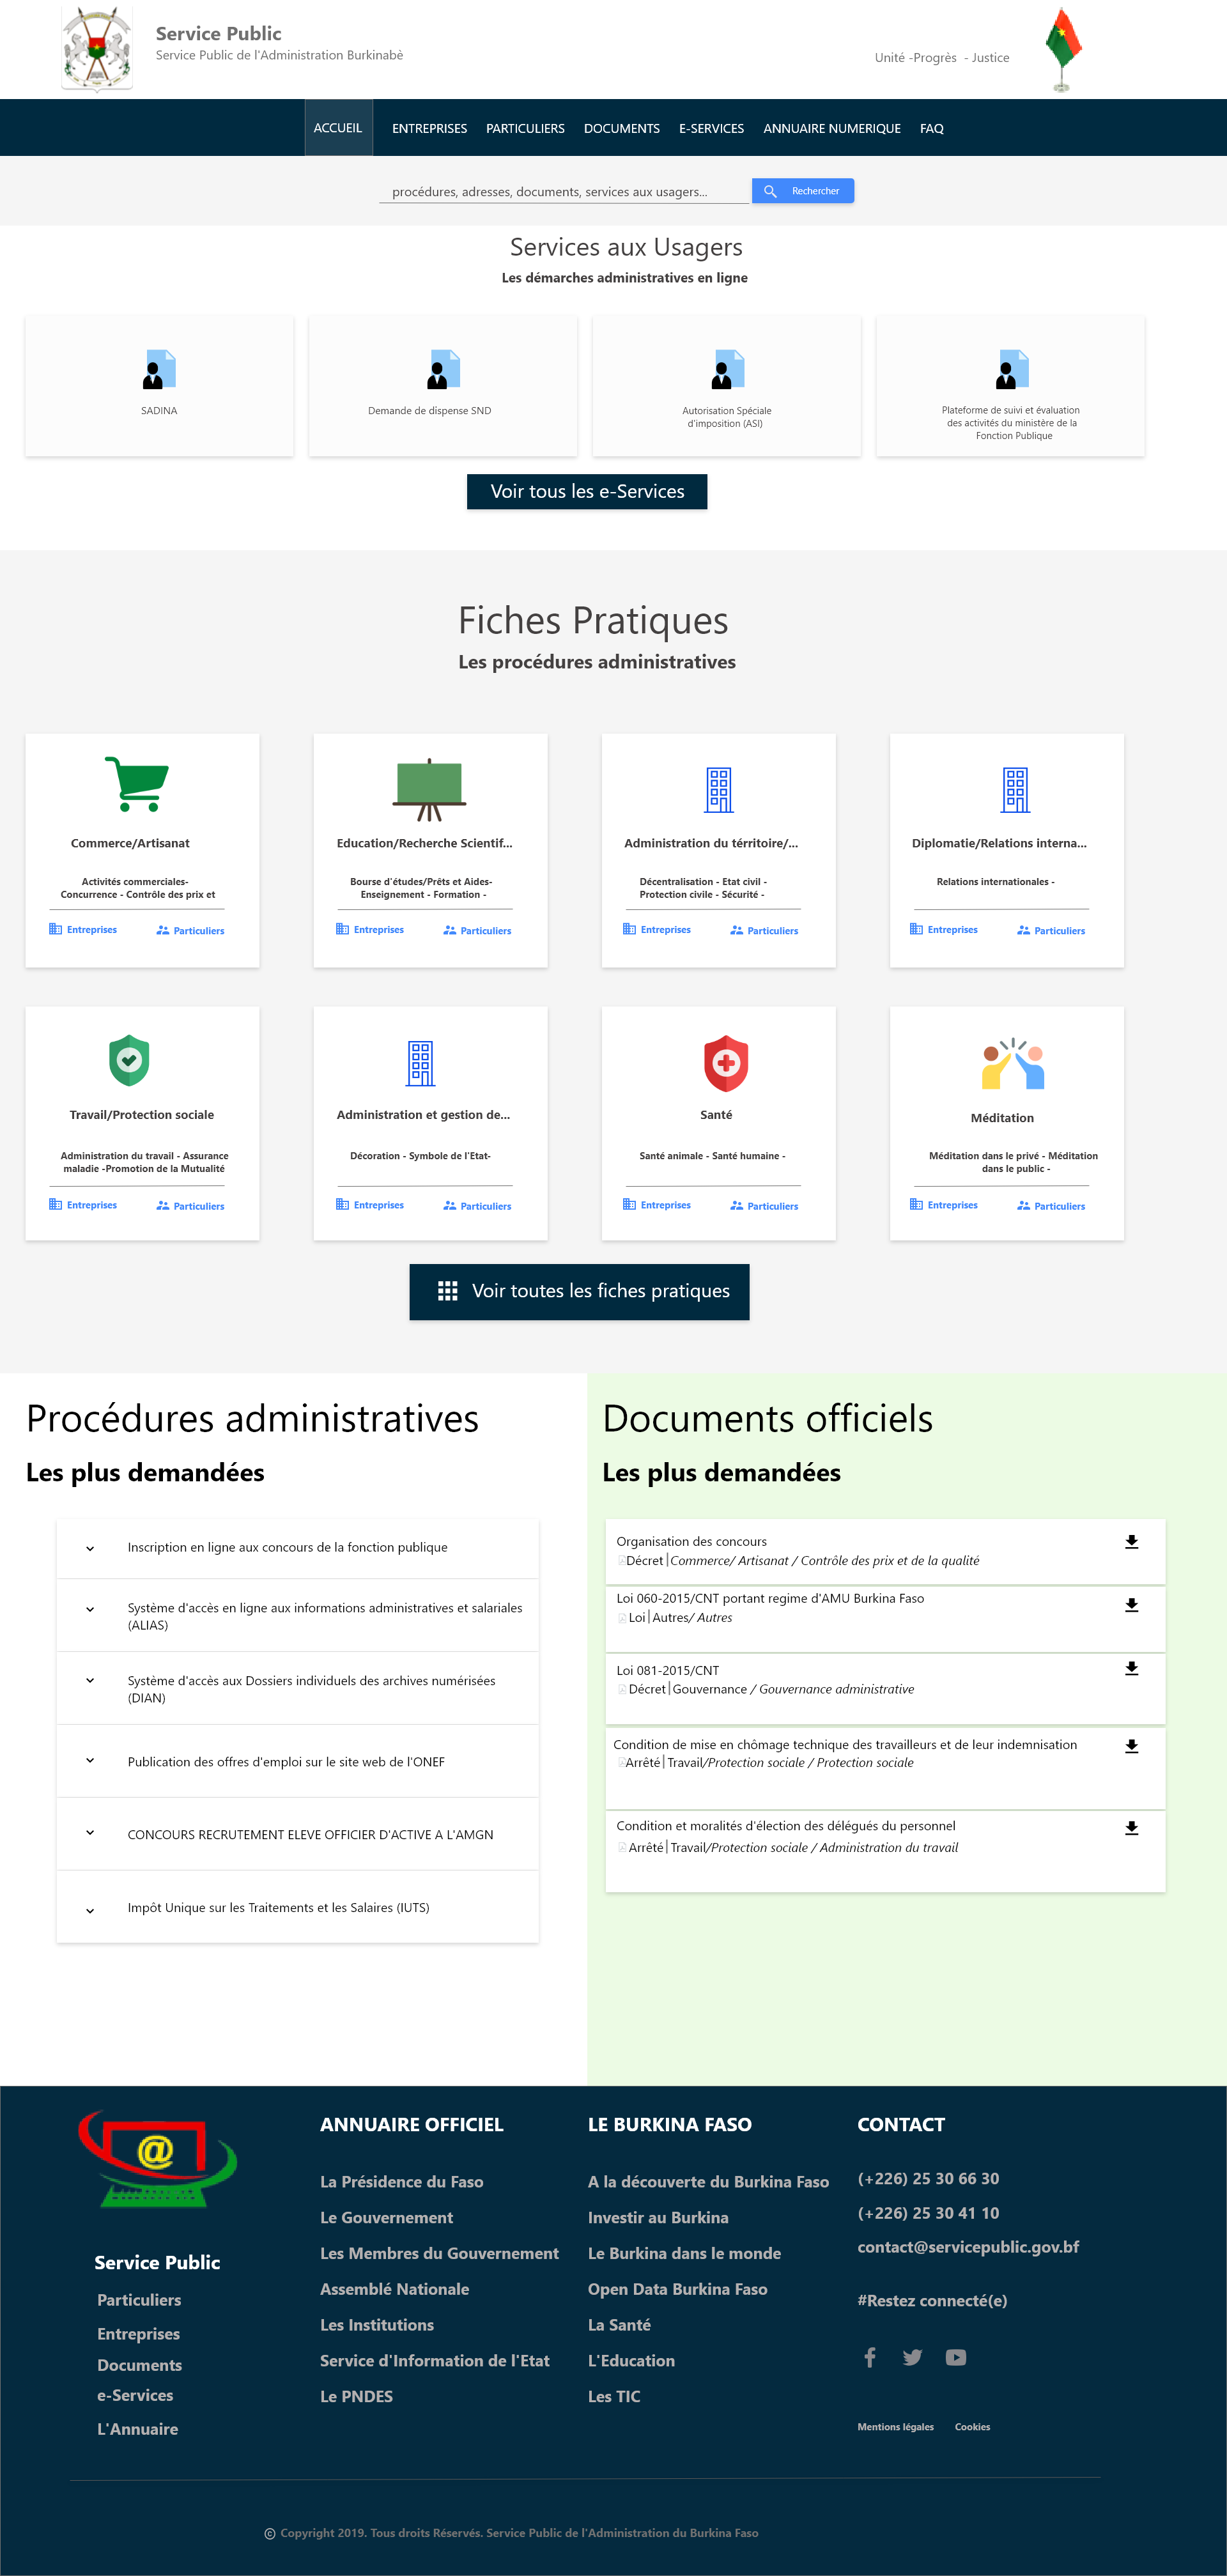 Service Public
Service Public de l'Administration Burkinabè
Unité -Progrès - Justice
ACCUEIL
ENTREPRISES
PARTICULIERS
DOCUMENTS
E-SERVICES
ANNUAIRE NUMERIQUE
FAQ
procédures, adresses, documents, services aux usagers...
Rechercher
Services aux Usagers
Les démarches administratives en ligne
SADINA
Demande de dispense SND
Autorisation Spéciale
d'imposition (ASI)
Plateforme de suivi et évaluation
des activités du ministère de la
Fonction Publique
Voir tous les e-Services
Fiches Pratiques
Les procédures administratives
Commerce/Artisanat
Activités commerciales-
Concurrence - Contrôle des prix et
Entreprises
Particuliers
Education/Recherche Scientif...
Bourse d'études/Prêts et Aides-
Enseignement - Formation -
Entreprises
Particuliers
Administration du térritoire/...
Décentralisation - Etat civil -
Protection civile - Sécurité -
Entreprises
Particuliers
Diplomatie/Relations interna...
Relations internationales -
Entreprises
Particuliers
Travail/Protection sociale
Administration du travail - Assurance
maladie -Promotion de la Mutualité
Entreprises
Particuliers
Administration et gestion de...
Décoration - Symbole de l'Etat-
Entreprises
Particuliers
Santé
Santé animale - Santé humaine -
Entreprises
Particuliers
Méditation
Méditation dans le privé - Méditation
dans le public -
Entreprises
Particuliers
Voir toutes les fiches pratiques
Procédures administratives
Les plus demandées
Inscription en ligne aux concours de la fonction publique
Système d'accès en ligne aux informations administratives et salariales
(ALIAS)
Système d'accès aux Dossiers individuels des archives numérisées
(DIAN)
Publication des offres d'emploi sur le site web de l'ONEF
CONCOURS RECRUTEMENT ELEVE OFFICIER D'ACTIVE A L'AMGN
Impôt Unique sur les Traitements et les Salaires (IUTS)
Documents officiels
Les plus demandées
Organisation des concours
Décret | Commerce/ Artisanat / Contrôle des prix et de la qualité
Loi 060-2015/CNT portant regime d'AMU Burkina Faso
Loi | Autres/ Autres
Loi 081-2015/CNT
Décret | Gouvernance / Gouvernance administrative
Condition de mise en chômage technique des travailleurs et de leur indemnisation
Arrêté | Travail/Protection sociale / Protection sociale
Condition et moralités d'élection des délégués du personnel
Arrêté | Travail/Protection sociale / Administration du travail
@
Service Public
Particuliers
Entreprises
Documents
e-Services
L'Annuaire
ANNUAIRE OFFICIEL
La Présidence du Faso
Le Gouvernement
Les Membres du Gouvernement
Assemblé Nationale
Les Institutions
Service d'Information de l'Etat
Le PNDES
LE BURKINA FASO
A la découverte du Burkina Faso
Investir au Burkina
Le Burkina dans le monde
Open Data Burkina Faso
La Santé
L'Education
Les TIC
CONTACT
(+226) 25 30 66 30
(+226) 25 30 41 10
contact@servicepublic.gov.bf
#Restez connecté(e)
Mentions légales
Cookies
© Copyright 2019. Tous droits Réservés. Service Public de l'Administration du Burkina Faso